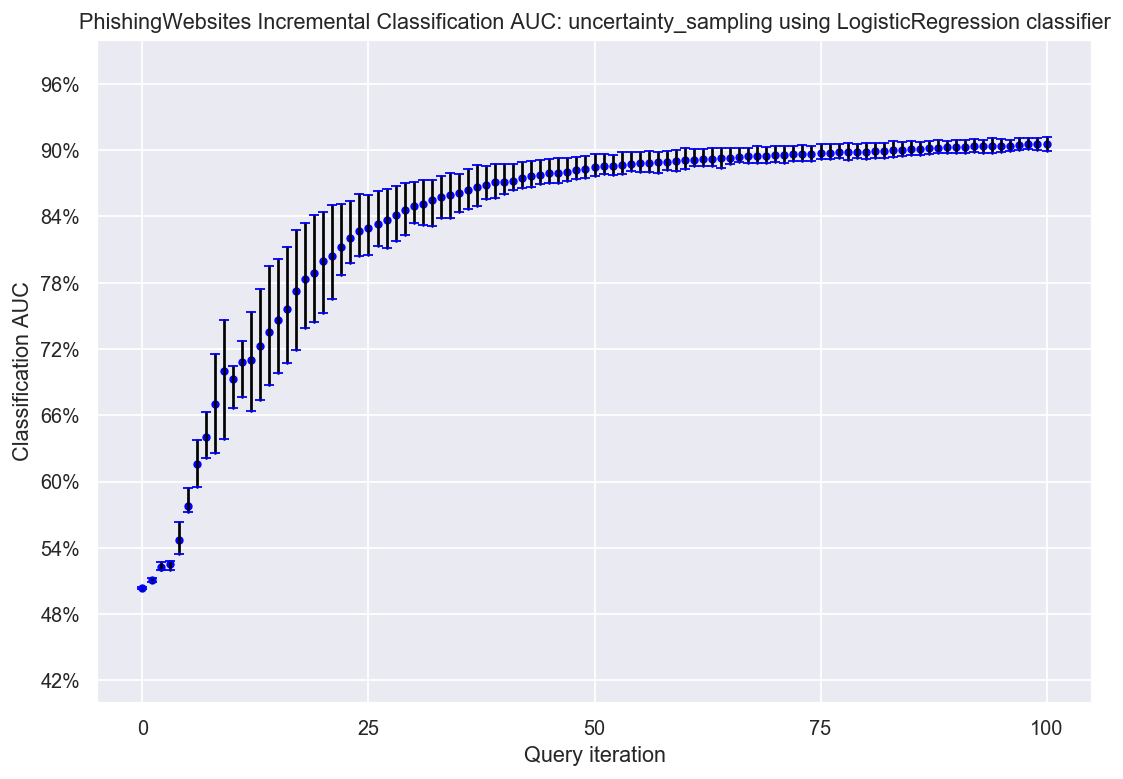 PhishingWebsites Incremental Classification AUC: uncertainty_sampling using LogisticRegression classifier
96%
90%
84%
78%
72%
66%
60%
54%
48%
42%
Classification AUC
0 25 50 75 100
Query iteration